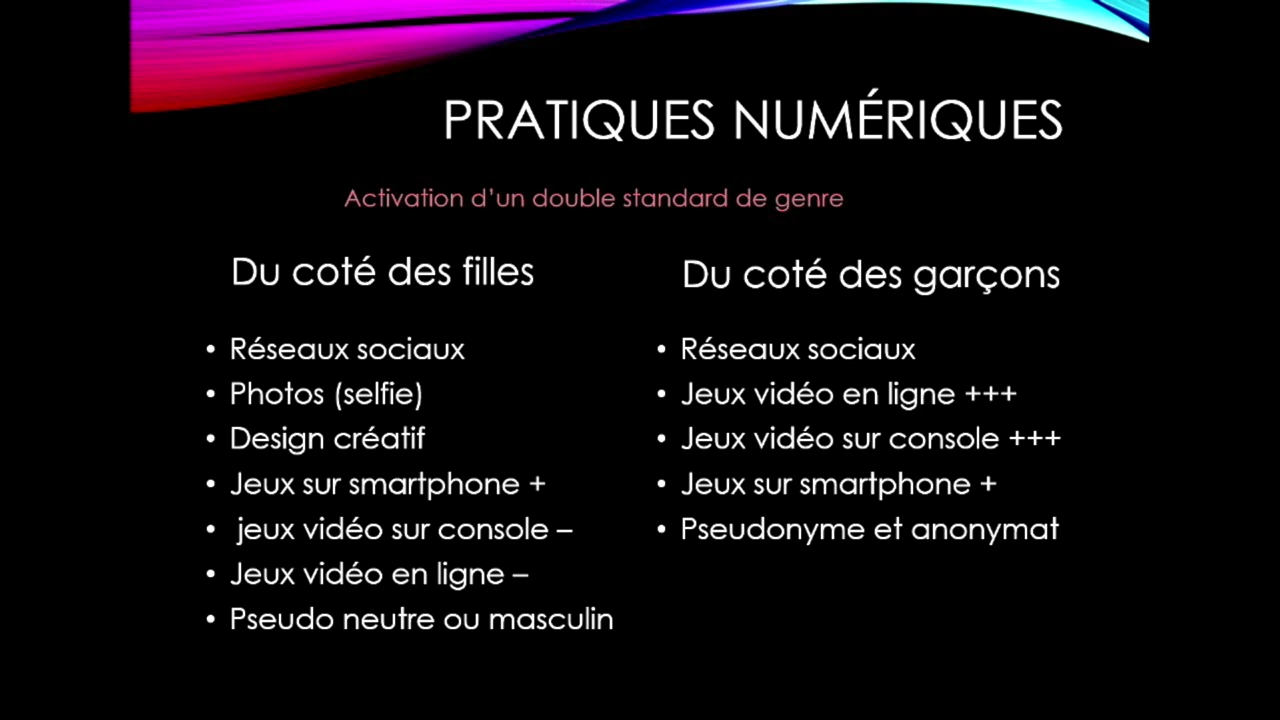 PRATIQUES NUMÉRIQUES
Activation d'un double standard de genre
Du coté des filles
• Réseaux sociaux
• Photos (selfie)
• Design créatif
• Jeux sur smartphone +
• jeux vidéo sur console –
• Jeux vidéo en ligne –
• Pseudo neutre ou masculin
Du coté des garçons
• Réseaux sociaux
• Jeux vidéo en ligne +++
• Jeux vidéo sur console +++
• Jeux sur smartphone +
• Pseudonyme et anonymat